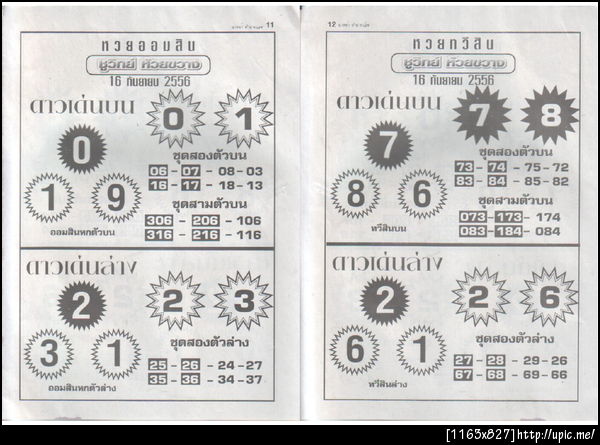 11
หวยออมสิน
ชูวิทย์ ห้วยขวาง
16 กันยายน 2556
ดาวเด่นบน
0 1
0
1 9
ออมสินหกตัวบน
ชุดสองตัวบน
06 - 07 - 08 - 03
16 - 17 - 18 - 13
ชุดสามตัวบน
306 - 206 - 106
316 - 216 - 116
ดาวเด่นล่าง
2 2 3
3 1
ออมสินหกตัวล่าง
ชุดสองตัวล่าง
25 - 26 - 24 - 27
35 - 36 - 34 - 37
12
หวยทวีสิน
ชูวิทย์ ห้วยขวาง
16 กันยายน 2556
ดาวเด่นบน
7 8
7
8 6
ทวีสินบน
ชุดสองตัวบน
73 - 74 - 75 - 72
83 - 84 - 85 - 82
ชุดสามตัวบน
073 - 173 - 174
083 - 184 - 084
ดาวเด่นล่าง
2 2 6
6 1
ทวีสินล่าง
ชุดสองตัวล่าง
27 - 28 - 29 - 26
67 - 68 - 69 - 66
[1163x827]http://upic.me/